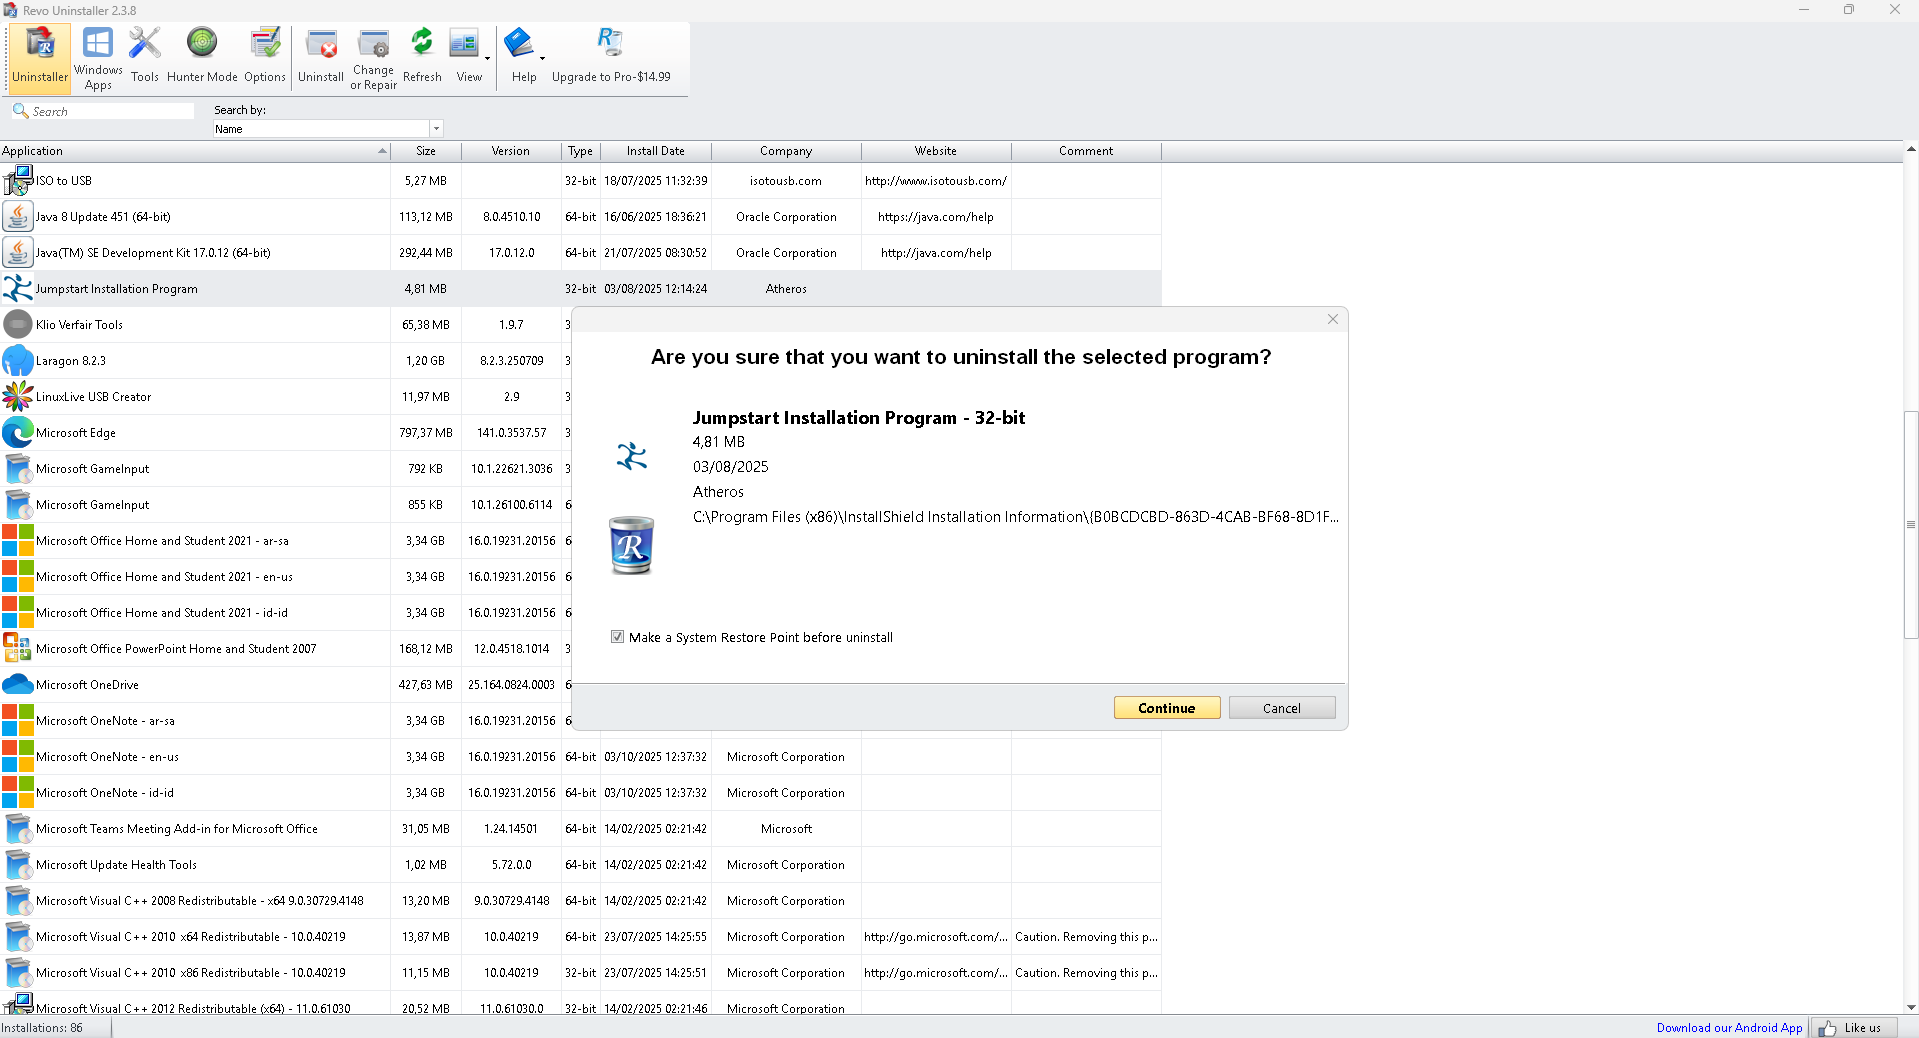 Revo Uninstaller 2.3.8
Uninstaller
Windows Apps
Tools
Hunter Mode
Options
Uninstall
Change or Repair
Refresh
View
Help
Upgrade to Pro-$14.99
Search
Search by:
Name
Application Size Version Type Install Date Company Website Comment
ISO to USB 5,27 MB 32-bit 18/07/2025 11:32:39 isotousb.com http://www.isotousb.com/
Java 8 Update 451 (64-bit) 113,12 MB 8.0.4510.10 64-bit 16/06/2025 18:36:21 Oracle Corporation https://java.com/help
Java(TM) SE Development Kit 17.0.12 (64-bit) 292,44 MB 17.0.12.0 64-bit 21/07/2025 08:30:52 Oracle Corporation http://java.com/help
Jumpstart Installation Program 4,81 MB 32-bit 03/08/2025 12:14:24 Atheros
Klio Verfair Tools 65,38 MB 1.9.7 3
Laragon 8.2.3 1,20 GB 8.2.3.250709 3
LinuxLive USB Creator 11,97 MB 2.9 3
Microsoft Edge 797,37 MB 141.0.3537.57 3
Microsoft GameInput 792 KB 10.1.22621.3036 3
Microsoft GameInput 855 KB 10.1.26100.6114 6
Microsoft Office Home and Student 2021 - ar-sa 3,34 GB 16.0.19231.20156 6
Microsoft Office Home and Student 2021 - en-us 3,34 GB 16.0.19231.20156 6
Microsoft Office Home and Student 2021 - id-id 3,34 GB 16.0.19231.20156 6
Microsoft Office PowerPoint Home and Student 2007 168,12 MB 12.0.4518.1014 3
Microsoft OneDrive 427,63 MB 25.164.0824.0003 6
Microsoft OneNote - ar-sa 3,34 GB 16.0.19231.20156 6
Microsoft OneNote - en-us 3,34 GB 16.0.19231.20156 64-bit 03/10/2025 12:37:32 Microsoft Corporation
Microsoft OneNote - id-id 3,34 GB 16.0.19231.20156 64-bit 03/10/2025 12:37:32 Microsoft Corporation
Microsoft Teams Meeting Add-in for Microsoft Office 31,05 MB 1.24.14501 64-bit 14/02/2025 02:21:42 Microsoft
Microsoft Update Health Tools 1,02 MB 5.72.0.0 64-bit 14/02/2025 02:21:42 Microsoft Corporation
Microsoft Visual C++ 2008 Redistributable - x64 9.0.30729.4148 13,20 MB 9.0.30729.4148 64-bit 14/02/2025 02:21:42 Microsoft Corporation
Microsoft Visual C++ 2010 x64 Redistributable - 10.0.40219 13,87 MB 10.0.40219 64-bit 23/07/2025 14:25:55 Microsoft Corporation http://go.microsoft.com/... Caution. Removing this p...
Microsoft Visual C++ 2010 x86 Redistributable - 10.0.40219 11,15 MB 10.0.40219 32-bit 23/07/2025 14:25:51 Microsoft Corporation http://go.microsoft.com/... Caution. Removing this p...
Microsoft Visual C++ 2012 Redistributable (x64) - 11.0.61030 20,52 MB 11.0.61030.0 32-bit 14/02/2025 02:21:46 Microsoft Corporation
Are you sure that you want to uninstall the selected program?
Jumpstart Installation Program - 32-bit
4,81 MB
03/08/2025
Atheros
C:\Program Files (x86)\InstallShield Installation Information\{B0BCDCBD-863D-4CAB-BF68-8D1F...
Make a System Restore Point before uninstall
Continue
Cancel
Installations: 86
Download our Android App
Like us